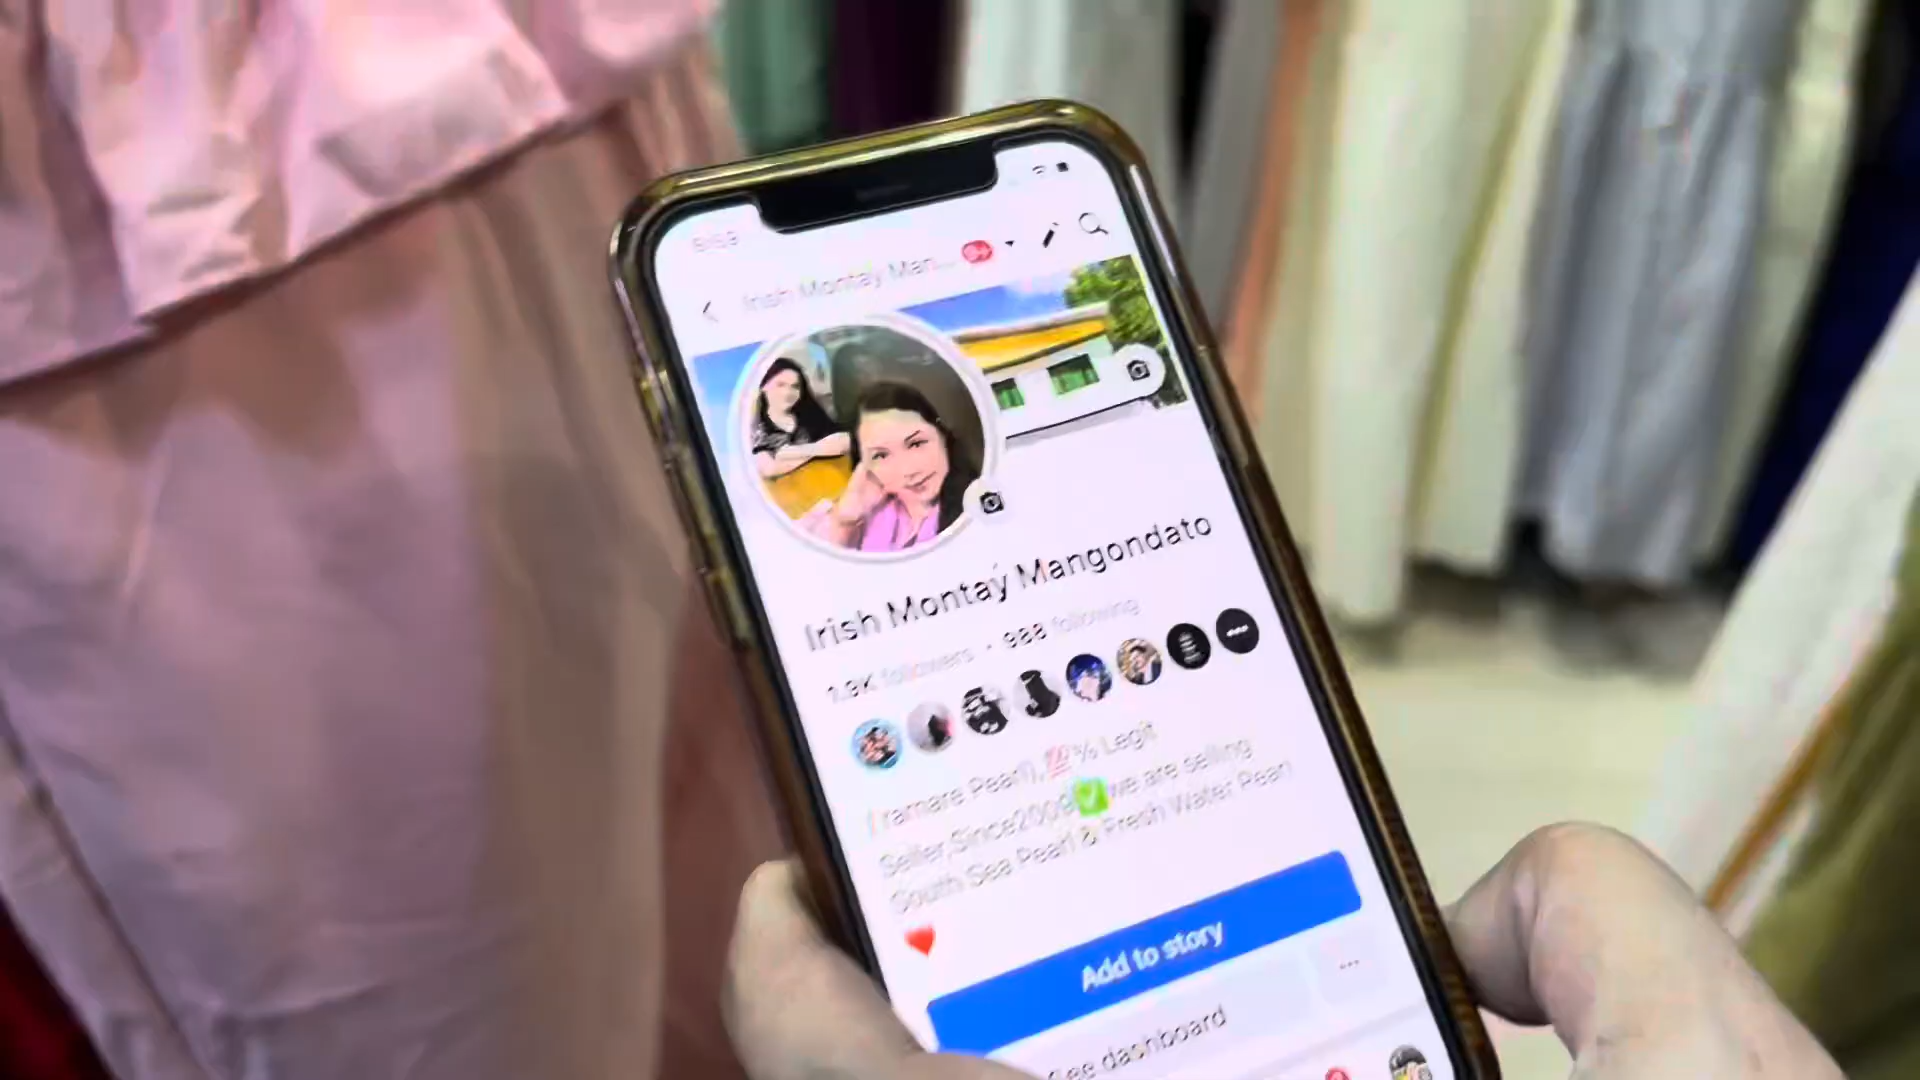 Irish Montay Man...
9+
Irish Montay Mangondato
1.9K followers · 988 following
Pearl),💯% Legit
Seller,Since2009✅we are selling
South Sea Pearl & Fresh Water Pearl
❤️
Add to story
See dashboard